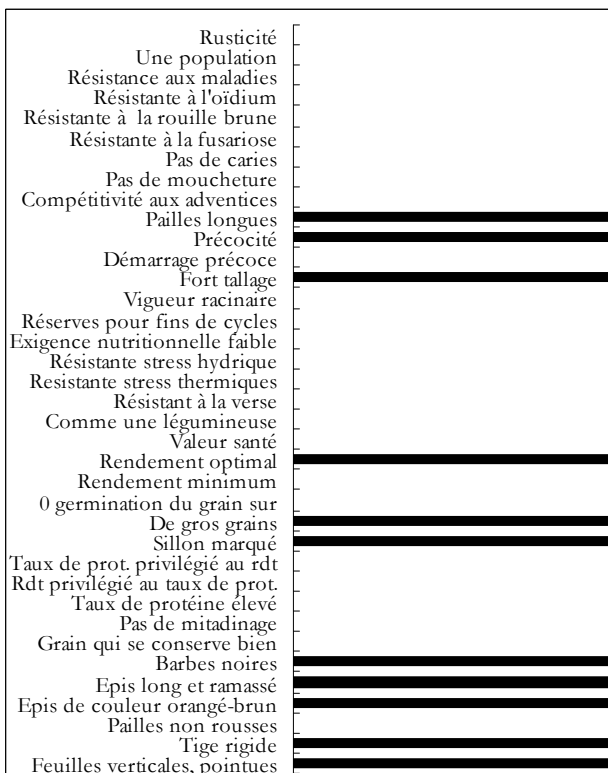 Rusticité
Une population
Résistance aux maladies
Résistante à l'oïdium
Résistante à la rouille brune
Résistante à la fusariose
Pas de caries
Pas de moucheture
Compétitivité aux adventices
Pailles longues
Précocité
Démarrage précoce
Fort tallage
Vigueur racinaire
Réserves pour fins de cycles
Exigence nutritionnelle faible
Résistante stress hydrique
Resistante stress thermiques
Résistant à la verse
Comme une légumineuse
Valeur santé
Rendement optimal
Rendement minimum
0 germination du grain sur
De gros grains
Sillon marqué
Taux de prot. privilégié au rdt
Rdt privilégié au taux de prot.
Taux de protéine élevé
Pas de mitadinage
Grain qui se conserve bien
Barbes noires
Epis long et ramassé
Epis de couleur orangé-brun
Pailles non rousses
Tige rigide
Feuilles verticales, pointues